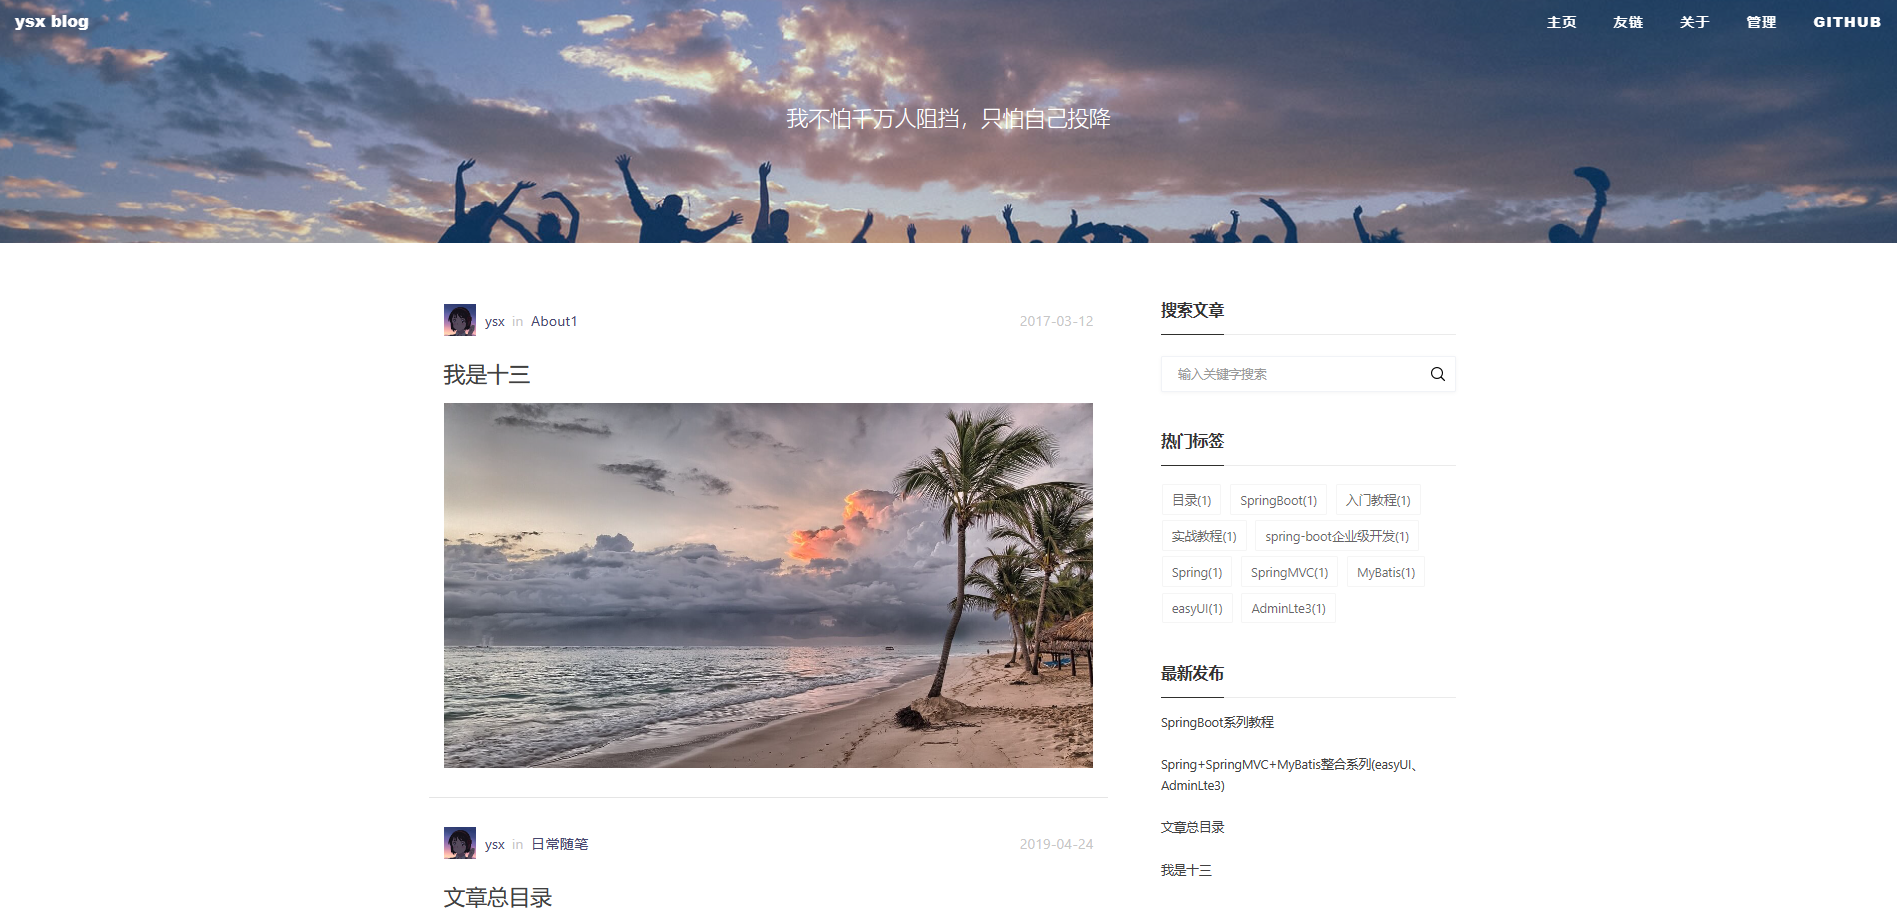 ysx blog
主页 友链 关于 管理 GITHUB
我不怕千万人阻挡，只怕自己投降
ysx in About1 2017-03-12
我是十三
ysx in 日常随笔 2019-04-24
文章总目录
搜索文章
输入关键字搜索
热门标签
目录(1) SpringBoot(1) 入门教程(1)
实战教程(1) spring-boot企业级开发(1)
Spring(1) SpringMVC(1) MyBatis(1)
easyUI(1) AdminLte3(1)
最新发布
SpringBoot系列教程
Spring+SpringMVC+MyBatis整合系列(easyUI、
AdminLte3)
文章总目录
我是十三